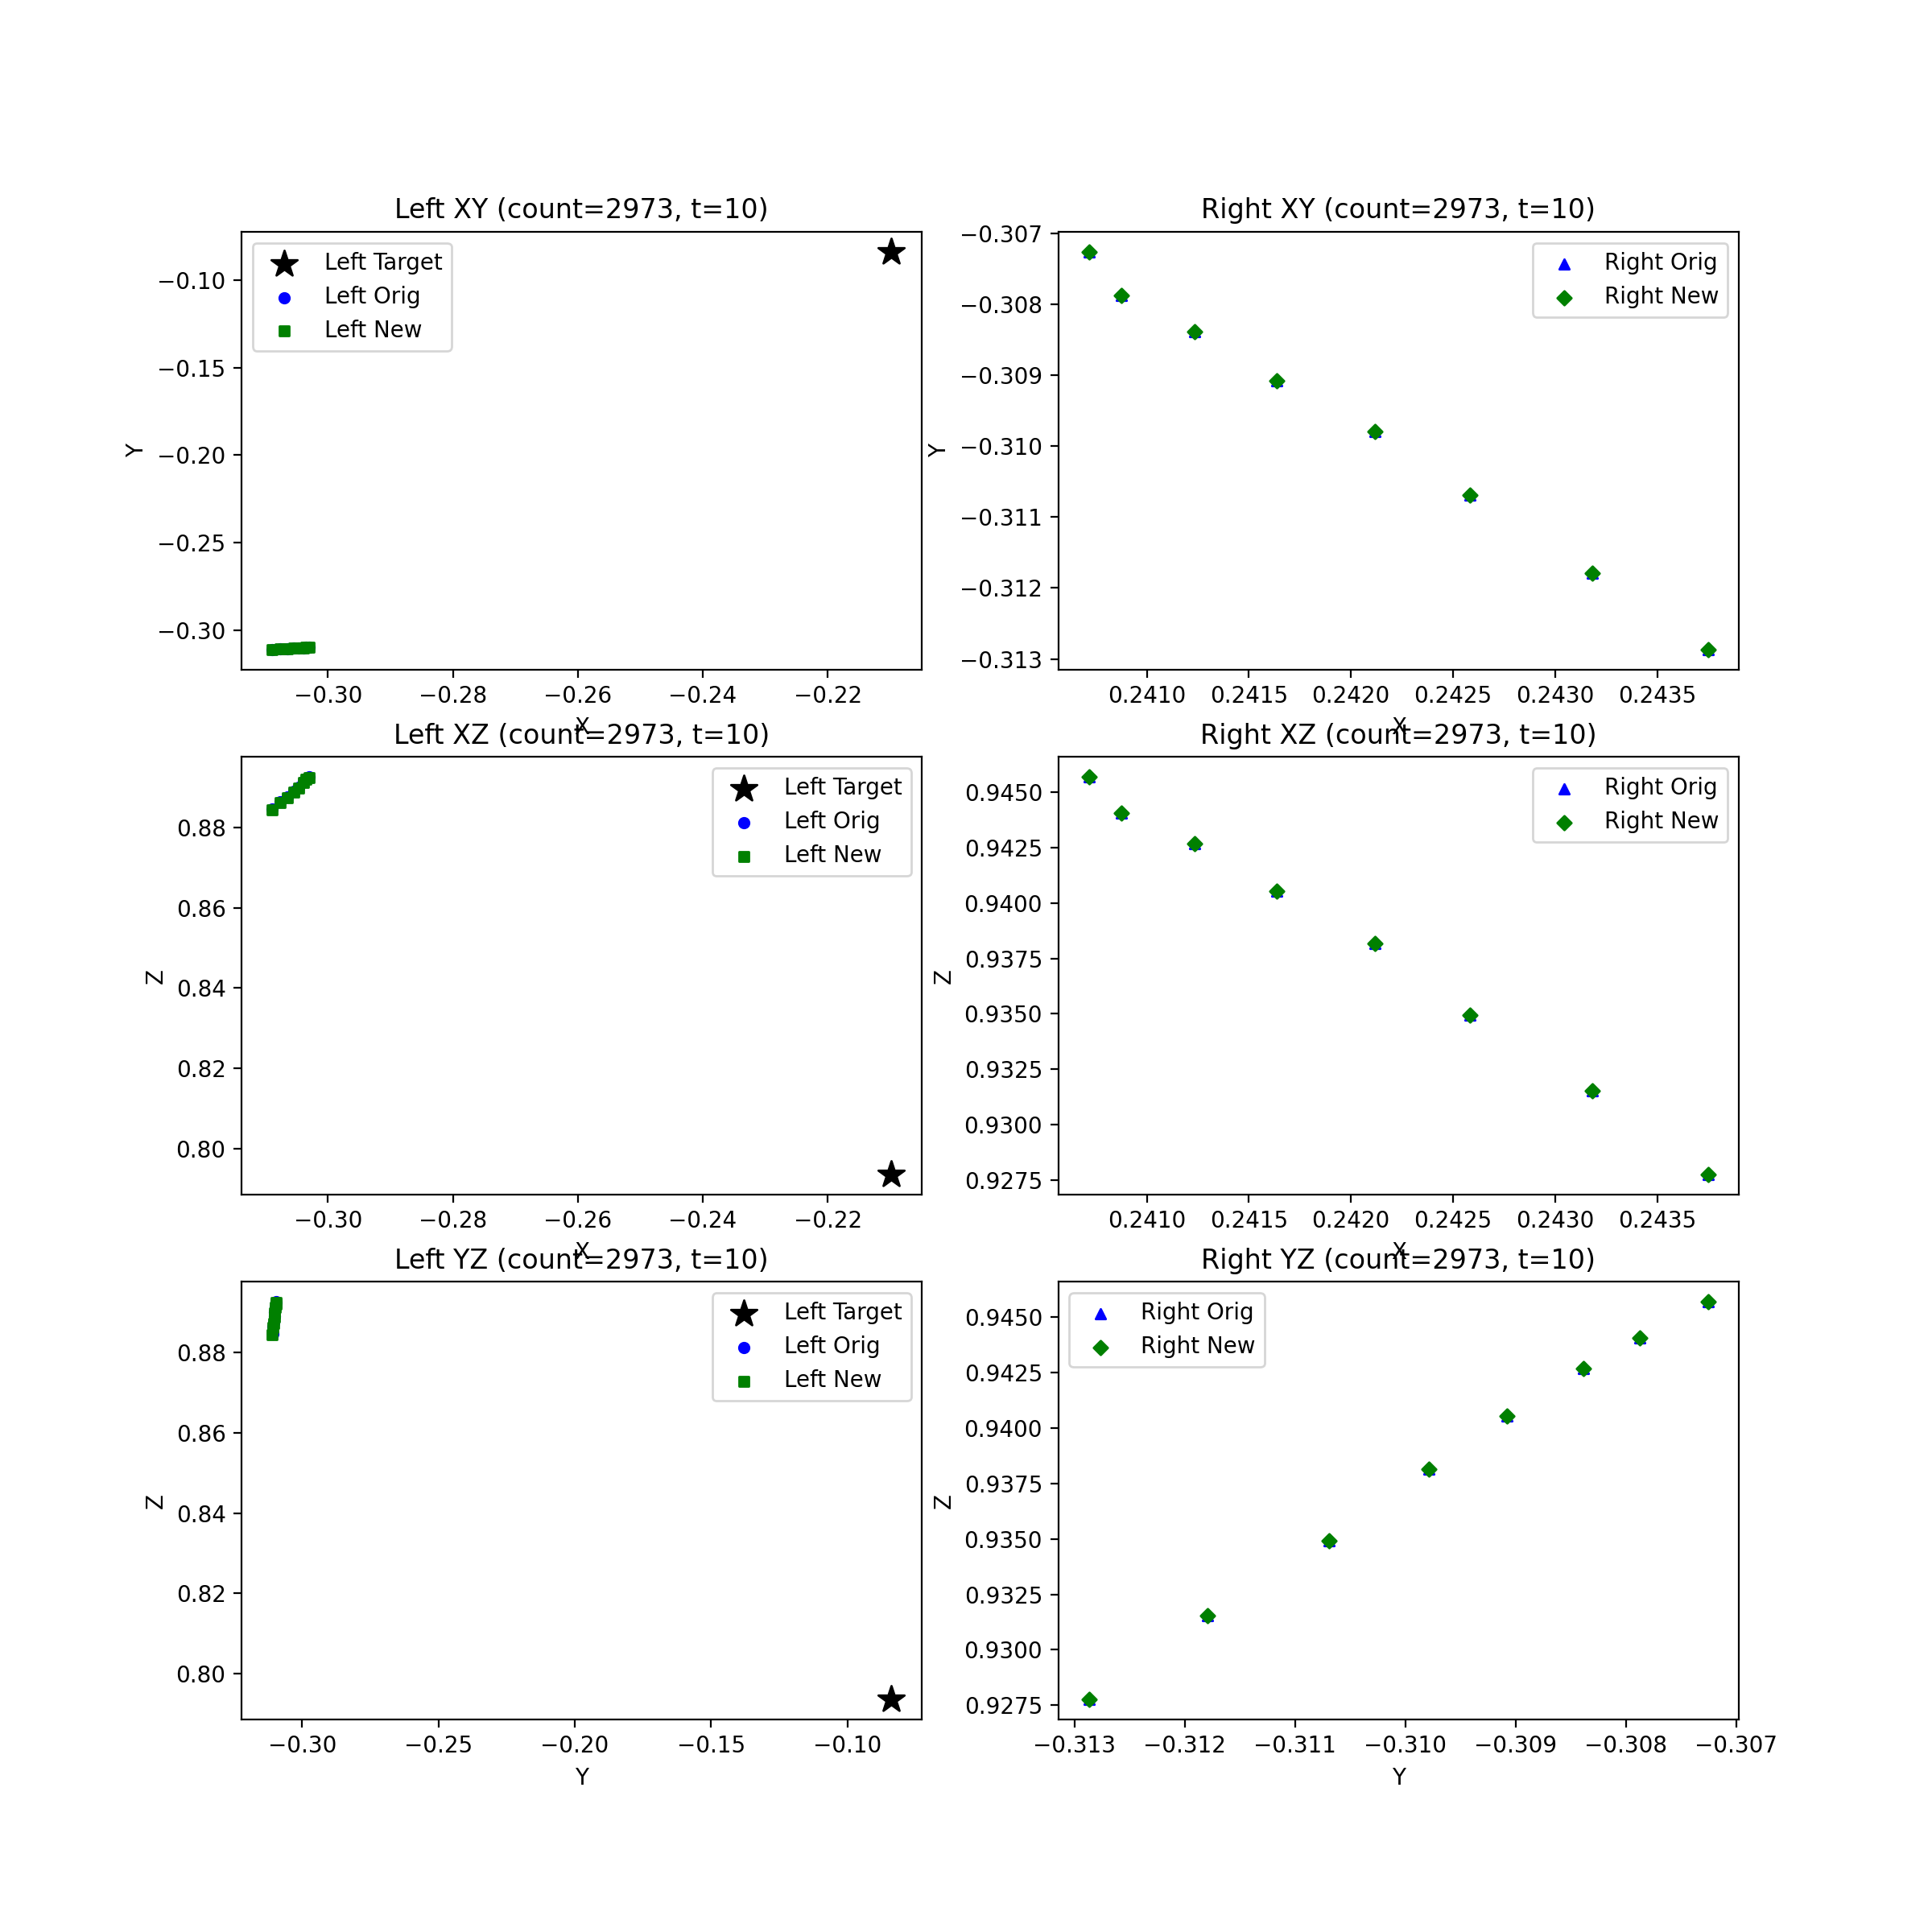 Left XY (count=2973, t=10)
Left Target
Left Orig
Left New
−0.10
−0.15
−0.20
−0.25
−0.30
Y
−0.30 −0.28 −0.26 −0.24 −0.22
X
Right XY (count=2973, t=10)
Right Orig
Right New
−0.307
−0.308
−0.309
−0.310
−0.311
−0.312
−0.313
Y
0.2410 0.2415 0.2420 0.2425 0.2430 0.2435
X
Left XZ (count=2973, t=10)
Left Target
Left Orig
Left New
0.88
0.86
0.84
0.82
0.80
Z
−0.30 −0.28 −0.26 −0.24 −0.22
X
Right XZ (count=2973, t=10)
Right Orig
Right New
0.9450
0.9425
0.9400
0.9375
0.9350
0.9325
0.9300
0.9275
Z
0.2410 0.2415 0.2420 0.2425 0.2430 0.2435
X
Left YZ (count=2973, t=10)
Left Target
Left Orig
Left New
0.88
0.86
0.84
0.82
0.80
Z
−0.30 −0.25 −0.20 −0.15 −0.10
Y
Right YZ (count=2973, t=10)
Right Orig
Right New
0.9450
0.9425
0.9400
0.9375
0.9350
0.9325
0.9300
0.9275
Z
−0.313 −0.312 −0.311 −0.310 −0.309 −0.308 −0.307
Y